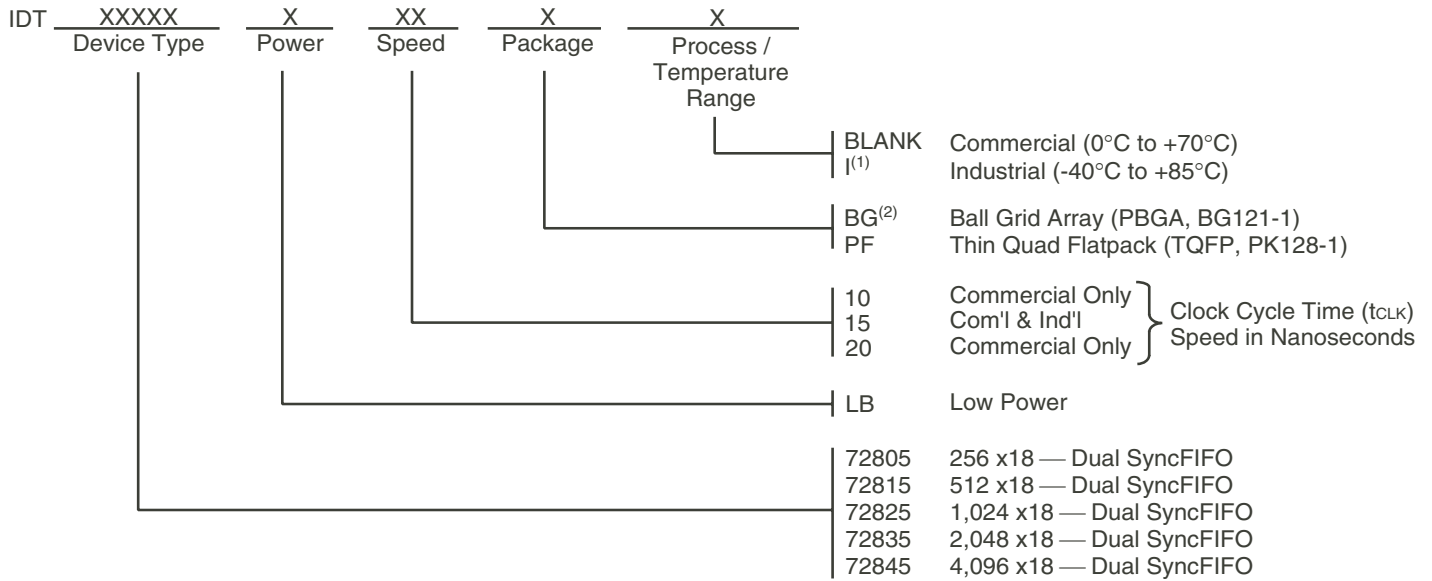 IDT XXXXX X XX X X
Device Type Power Speed Package Process /
Temperature
Range
BLANK Commercial (0°C to +70°C)
I(1) Industrial (-40°C to +85°C)
BG(2) Ball Grid Array (PBGA, BG121-1)
PF Thin Quad Flatpack (TQFP, PK128-1)
10 Commercial Only
15 Com'l & Ind'l
20 Commercial Only
Clock Cycle Time (tCLK)
Speed in Nanoseconds
LB Low Power
72805 256 x18 — Dual SyncFIFO
72815 512 x18 — Dual SyncFIFO
72825 1,024 x18 — Dual SyncFIFO
72835 2,048 x18 — Dual SyncFIFO
72845 4,096 x18 — Dual SyncFIFO